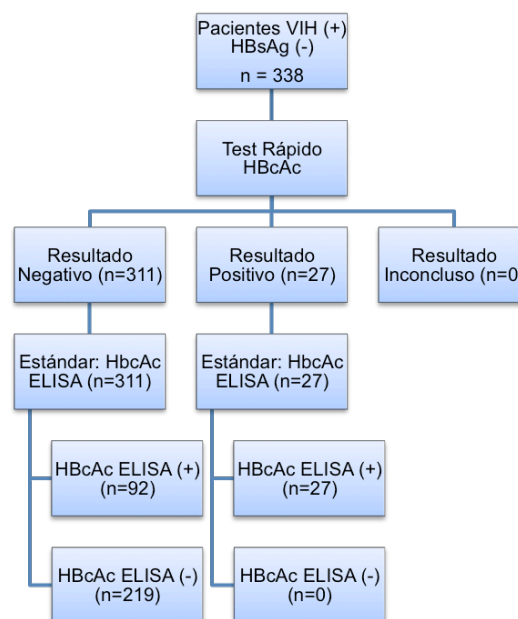 Pacientes VIH (+)
HBsAg (-)
n = 338
Test Rápido
HBcAc
Resultado
Negativo (n=311)
Resultado
Positivo (n=27)
Resultado
Inconcluso (n=0
Estándar: HbcAc
ELISA (n=311)
Estándar: HbcAc
ELISA (n=27)
HBcAc ELISA (+)
(n=92)
HBcAc ELISA (+)
(n=27)
HBcAc ELISA (-)
(n=219)
HBcAc ELISA (-)
(n=0)